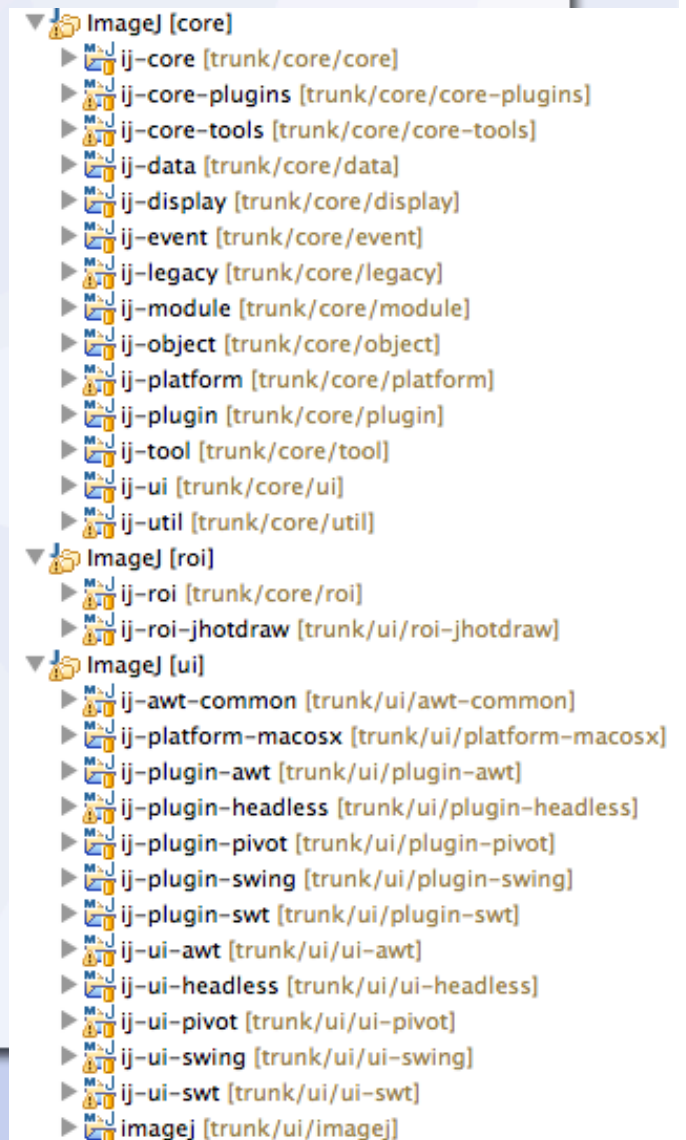 ImageJ [core]
ij-core [trunk/core/core]
ij-core-plugins [trunk/core/core-plugins]
ij-core-tools [trunk/core/core-tools]
ij-data [trunk/core/data]
ij-display [trunk/core/display]
ij-event [trunk/core/event]
ij-legacy [trunk/core/legacy]
ij-module [trunk/core/module]
ij-object [trunk/core/object]
ij-platform [trunk/core/platform]
ij-plugin [trunk/core/plugin]
ij-tool [trunk/core/tool]
ij-ui [trunk/core/ui]
ij-util [trunk/core/util]
ImageJ [roi]
ij-roi [trunk/core/roi]
ij-roi-jhotdraw [trunk/ui/roi-jhotdraw]
ImageJ [ui]
ij-awt-common [trunk/ui/awt-common]
ij-platform-macosx [trunk/ui/platform-macosx]
ij-plugin-awt [trunk/ui/plugin-awt]
ij-plugin-headless [trunk/ui/plugin-headless]
ij-plugin-pivot [trunk/ui/plugin-pivot]
ij-plugin-swing [trunk/ui/plugin-swing]
ij-plugin-swt [trunk/ui/plugin-swt]
ij-ui-awt [trunk/ui/ui-awt]
ij-ui-headless [trunk/ui/ui-headless]
ij-ui-pivot [trunk/ui/ui-pivot]
ij-ui-swing [trunk/ui/ui-swing]
ij-ui-swt [trunk/ui/ui-swt]
imagej [trunk/ui/imagej]